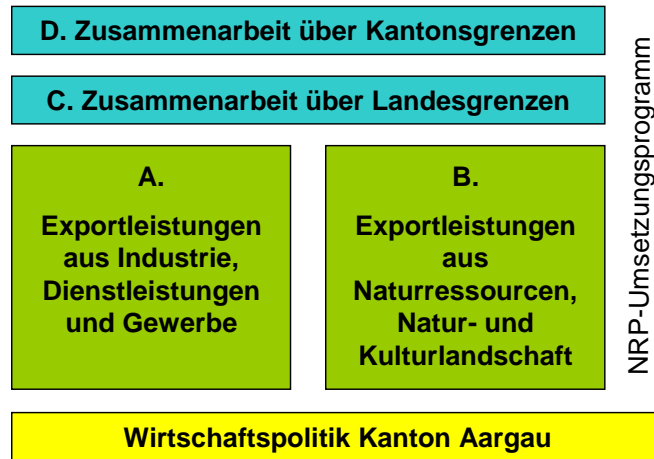 D. Zusammenarbeit über Kantonsgrenzen
C. Zusammenarbeit über Landesgrenzen
A.
Exportleistungen
aus Industrie,
Dienstleistungen
und Gewerbe
B.
Exportleistungen
aus
Naturressourcen,
Natur- und
Kulturlandschaft
NRP-Umsetzungsprogramm
Wirtschaftspolitik Kanton Aargau